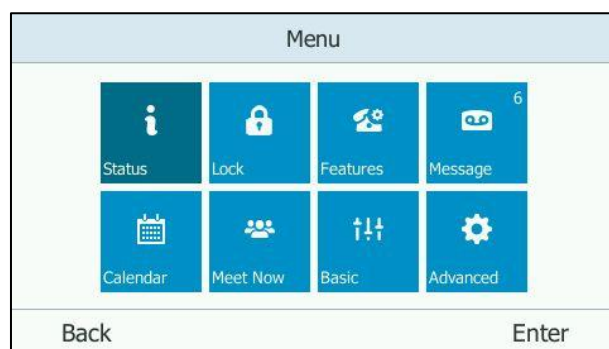 Menu
6
Status Lock Features Message
Calendar Meet Now Basic Advanced
Back Enter